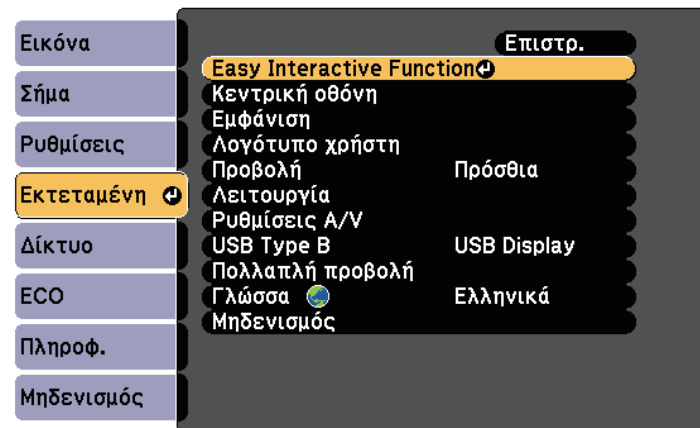 Εικόνα
Σήμα
Ρυθμίσεις
Εκτεταμένη
Δίκτυο
ECO
Πληροφ.
Μηδενισμός
Επιστρ.
Easy Interactive Function
Κεντρική οθόνη
Εμφάνιση
Λογότυπο χρήστη
Προβολή Πρόσθια
Λειτουργία
Ρυθμίσεις A/V
USB Type B USB Display
Πολλαπλή προβολή
Γλώσσα Ελληνικά
Μηδενισμός